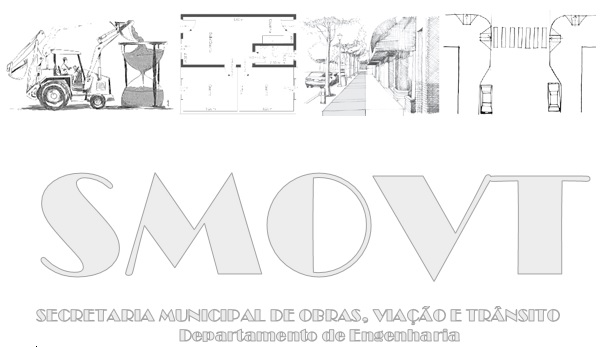 SMOVT
SECRETARIA MUNICIPAL DE OBRAS, VIAÇÃO E TRÂNSITO
Departamento de Engenharia